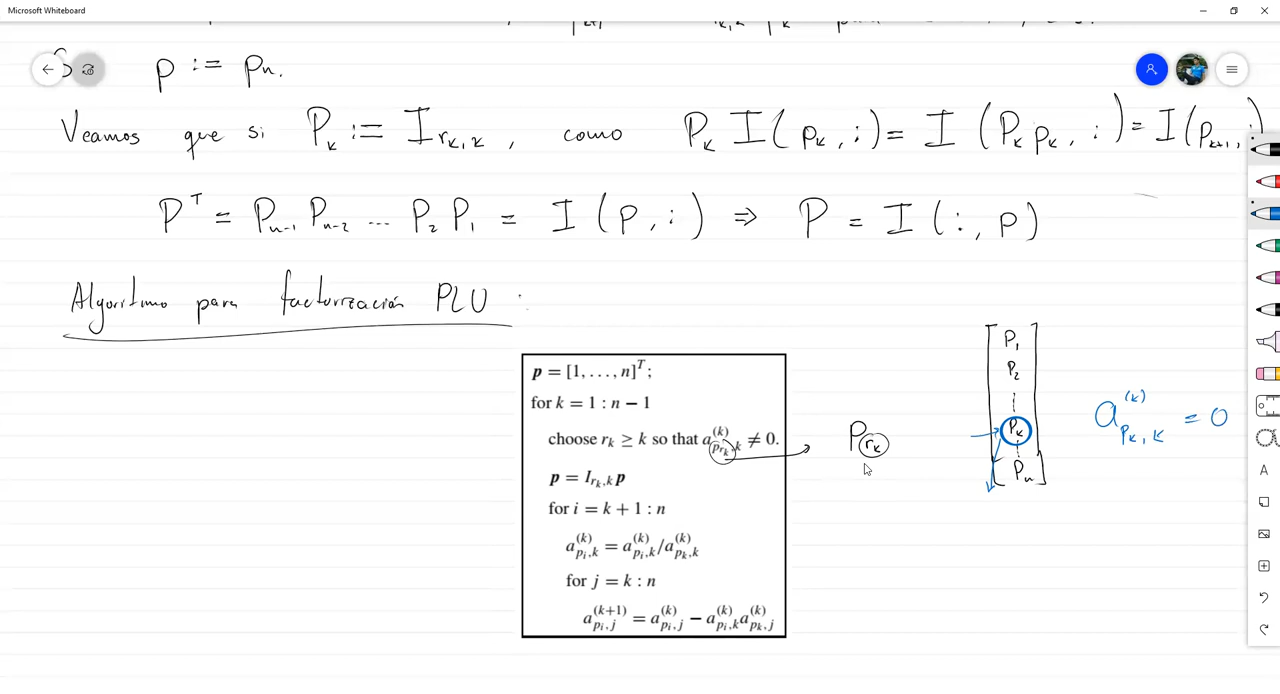 Microsoft Whiteboard
p := pₙ.
Veamos que si Pₖ := I_{rₖ,k} , como Pₖ I(pₖ, :) = I(Pₖ pₖ, :) = I(pₖ₊₁, :)
Pᵀ = Pₙ₋₁ Pₙ₋₂ ... P₂ P₁ = I(p, :) ⇒ P = I(:, p)
Algoritmo para factorización PLU :
p = [1, . . . , n]ᵀ;
for k = 1 : n − 1
choose rₖ ≥ k so that a^{(k)}_{p_{rₖ},k} ≠ 0.
p = I_{rₖ,k} p
for i = k + 1 : n
a^{(k)}_{pᵢ,k} = a^{(k)}_{pᵢ,k}/a^{(k)}_{pₖ,k}
for j = k : n
a^{(k+1)}_{pᵢ,j} = a^{(k)}_{pᵢ,j} − a^{(k)}_{pᵢ,k} a^{(k)}_{pₖ,j}
P_{rₖ}
P₁
P₂
⋮
Pₖ
⋮
Pₙ
a^{(k)}_{pₖ,k} = 0
A